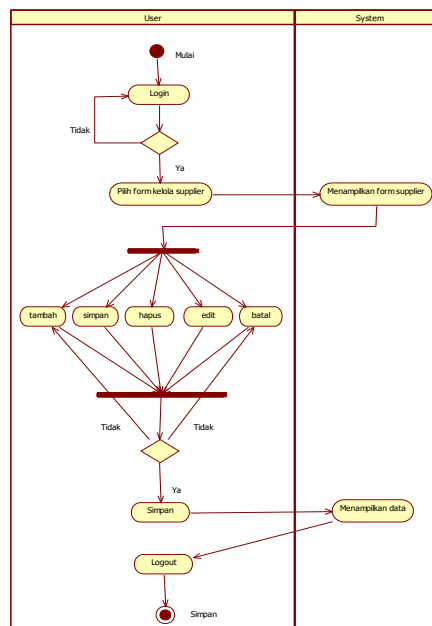 User
System
Mulai
Login
Tidak
Ya
Pilih form kelola supplier
Menampilkan form supplier
tambah
simpan
hapus
edit
batal
Tidak
Tidak
Ya
Simpan
Menampilkan data
Logout
Simpan